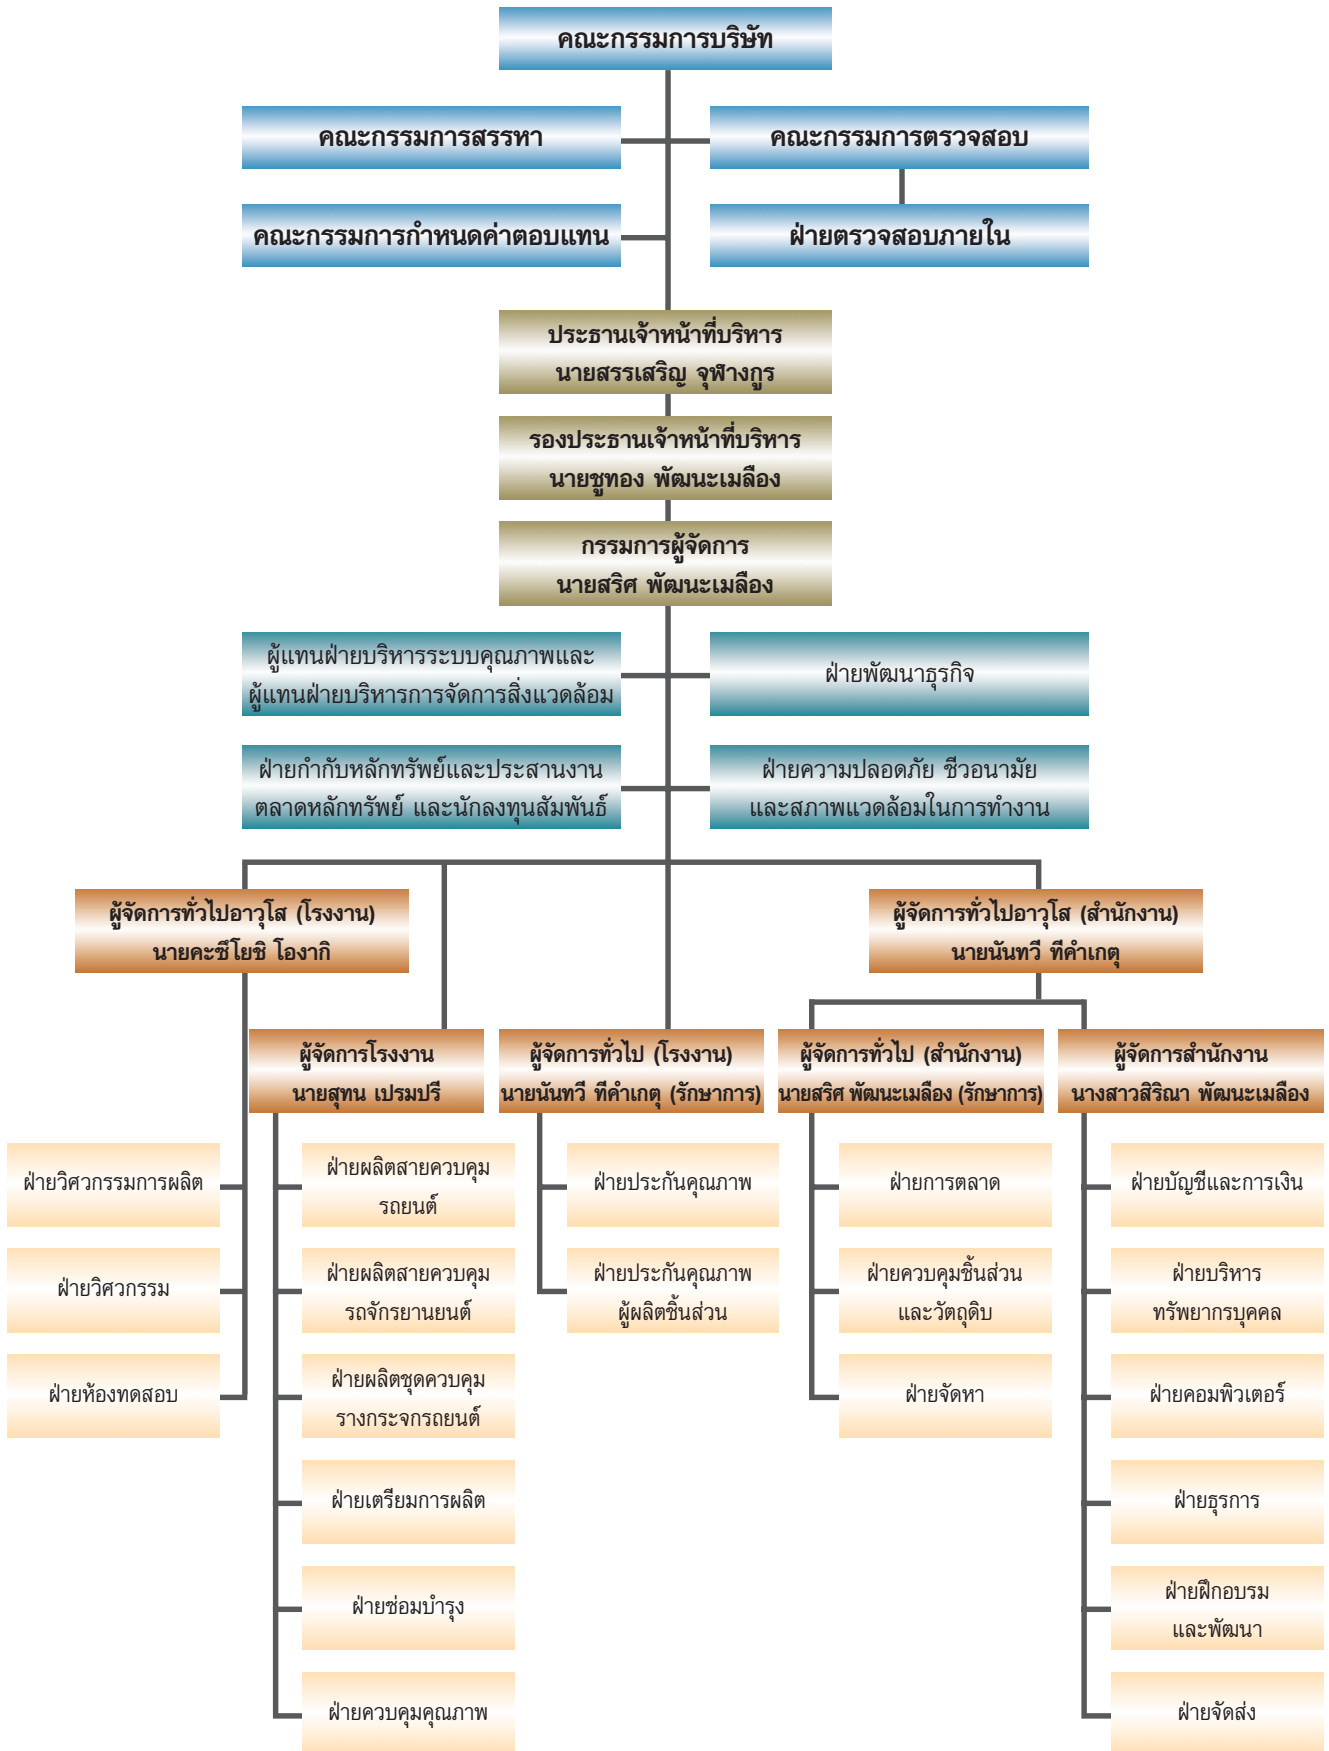 คณะกรรมการบริษัท
คณะกรรมการสรรหา
คณะกรรมการตรวจสอบ
คณะกรรมการกำหนดค่าตอบแทน
ฝ่ายตรวจสอบภายใน
ประธานเจ้าหน้าที่บริหาร
นายสรรเสริญ จุฬางกูร
รองประธานเจ้าหน้าที่บริหาร
นายชูทอง พัฒนะเมลือง
กรรมการผู้จัดการ
นายสริศ พัฒนะเมลือง
ผู้แทนฝ่ายบริหารระบบคุณภาพและ
ผู้แทนฝ่ายบริหารการจัดการสิ่งแวดล้อม
ฝ่ายพัฒนาธุรกิจ
ฝ่ายกำกับหลักทรัพย์และประสานงาน
ตลาดหลักทรัพย์ และนักลงทุนสัมพันธ์
ฝ่ายความปลอดภัย ชีวอนามัย
และสภาพแวดล้อมในการทำงาน
ผู้จัดการทั่วไปอาวุโส (โรงงาน)
นายคะซึโยชิ โองากิ
ผู้จัดการทั่วไปอาวุโส (สำนักงาน)
นายนันทวี ทีคำเกตุ
ผู้จัดการโรงงาน
นายสุทน เปรมปรี
ผู้จัดการทั่วไป (โรงงาน)
นายนันทวี ทีคำเกตุ (รักษาการ)
ผู้จัดการทั่วไป (สำนักงาน)
นายสริศ พัฒนะเมลือง (รักษาการ)
ผู้จัดการสำนักงาน
นางสาวสิริณา พัฒนะเมลือง
ฝ่ายวิศวกรรมการผลิต
ฝ่ายวิศวกรรม
ฝ่ายห้องทดสอบ
ฝ่ายผลิตสายควบคุม
รถยนต์
ฝ่ายผลิตสายควบคุม
รถจักรยานยนต์
ฝ่ายผลิตชุดควบคุม
รางกระจกรถยนต์
ฝ่ายเตรียมการผลิต
ฝ่ายซ่อมบำรุง
ฝ่ายควบคุมคุณภาพ
ฝ่ายประกันคุณภาพ
ฝ่ายประกันคุณภาพ
ผู้ผลิตชิ้นส่วน
ฝ่ายการตลาด
ฝ่ายควบคุมชิ้นส่วน
และวัตถุดิบ
ฝ่ายจัดหา
ฝ่ายบัญชีและการเงิน
ฝ่ายบริหาร
ทรัพยากรบุคคล
ฝ่ายคอมพิวเตอร์
ฝ่ายธุรการ
ฝ่ายฝึกอบรม
และพัฒนา
ฝ่ายจัดส่ง